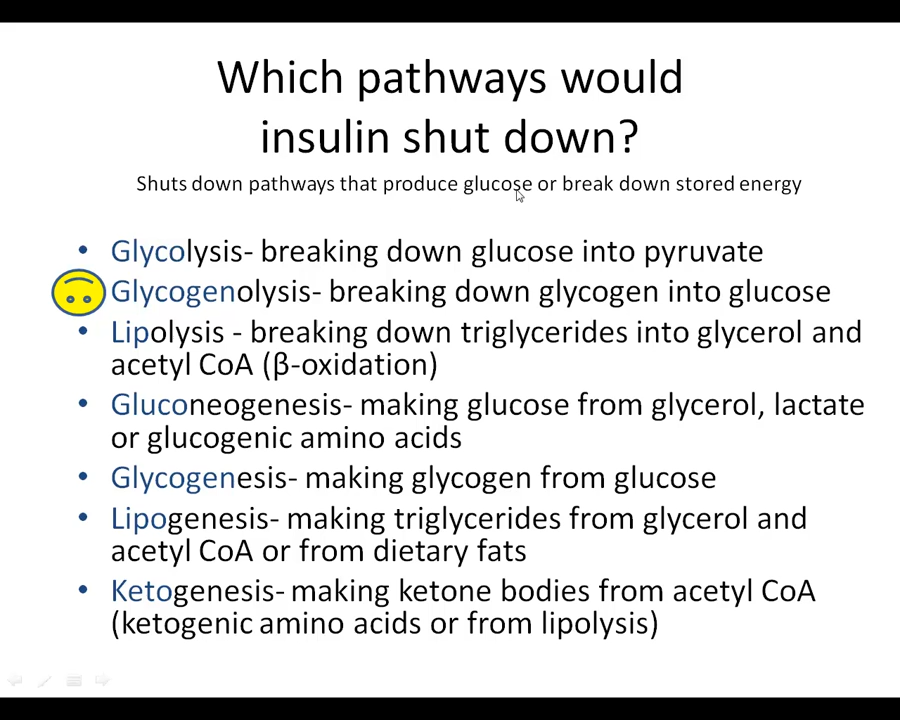 Which pathways would
insulin shut down?
Shuts down pathways that produce glucose or break down stored energy
• Glycolysis- breaking down glucose into pyruvate
Glycogenolysis- breaking down glycogen into glucose
• Lipolysis - breaking down triglycerides into glycerol and
acetyl CoA (β-oxidation)
• Gluconeogenesis- making glucose from glycerol, lactate
or glucogenic amino acids
• Glycogenesis- making glycogen from glucose
• Lipogenesis- making triglycerides from glycerol and
acetyl CoA or from dietary fats
• Ketogenesis- making ketone bodies from acetyl CoA
(ketogenic amino acids or from lipolysis)